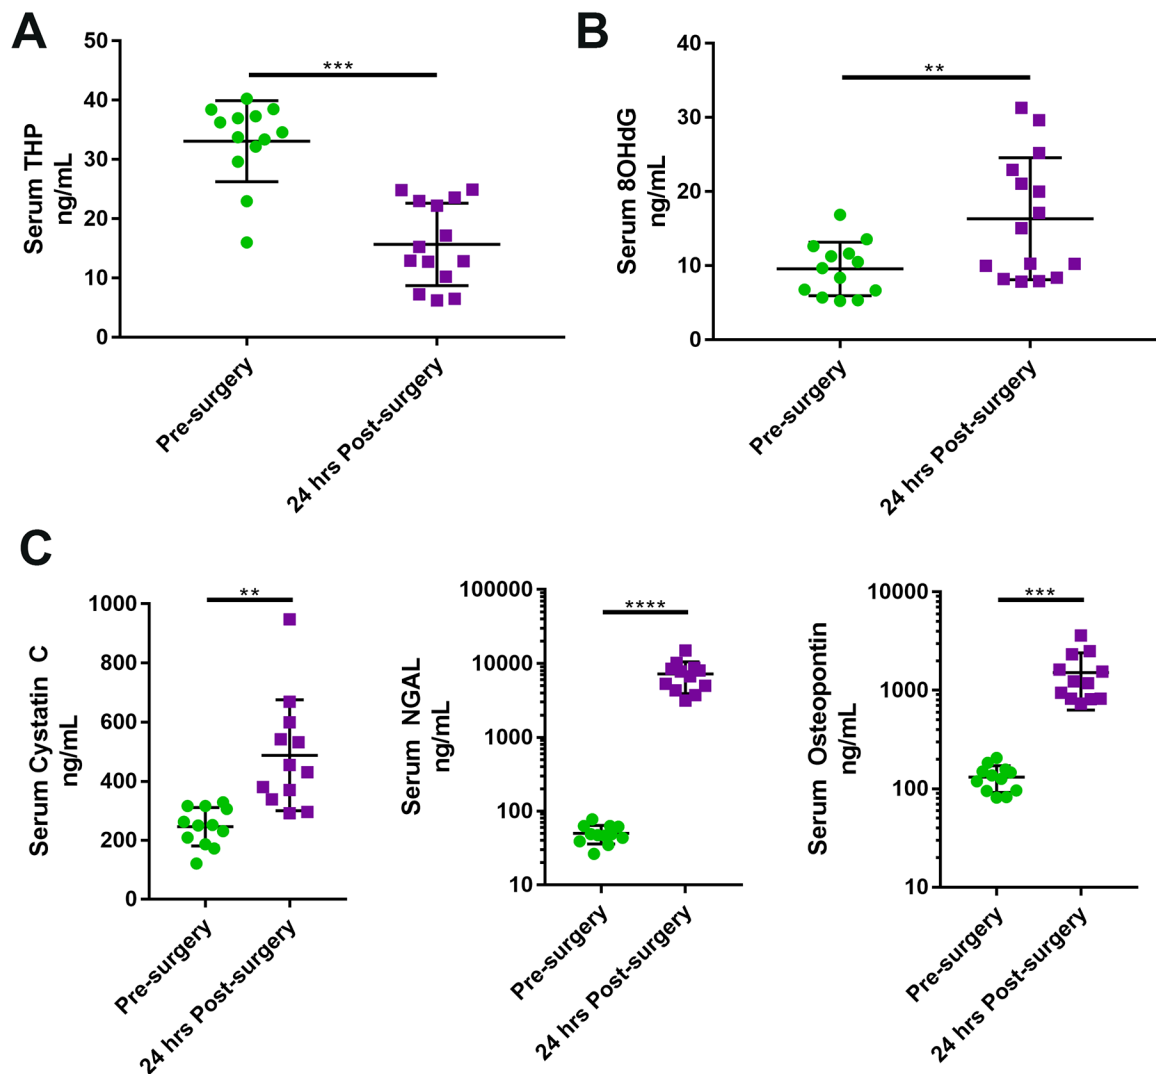 A
Serum THP
ng/mL
50
40
30
20
10
0
***
Pre-surgery
24 hrs Post-surgery
B
Serum 8OHdG
ng/mL
40
30
20
10
0
**
Pre-surgery
24 hrs Post-surgery
C
Serum Cystatin C
ng/mL
1000
800
600
400
200
0
**
Pre-surgery
24 hrs Post-surgery
Serum NGAL
ng/mL
100000
10000
1000
100
10
****
Pre-surgery
24 hrs Post-surgery
Serum Osteopontin
ng/mL
10000
1000
100
10
***
Pre-surgery
24 hrs Post-surgery